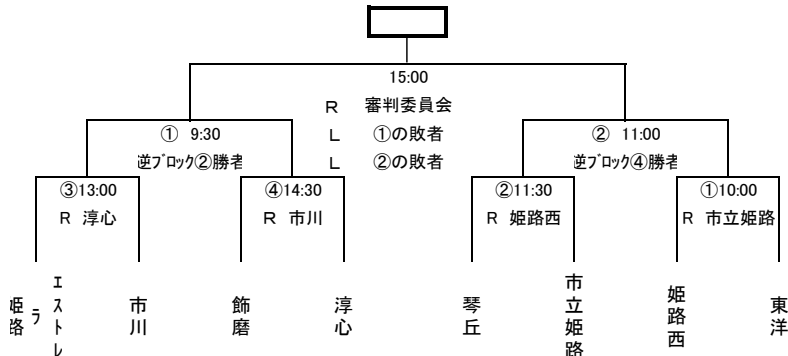 15:00
R 審判委員会
① 9:30
L ①の敗者
② 11:00
逆ブロック②勝者
L ②の敗者
逆ブロック④勝者
③13:00
④14:30
②11:30
①10:00
R 淳心
R 市川
R 姫路西
R 市立姫路
姫路
エストレラ
市川
飾磨
淳心
琴丘
市立姫路
姫路西
東洋